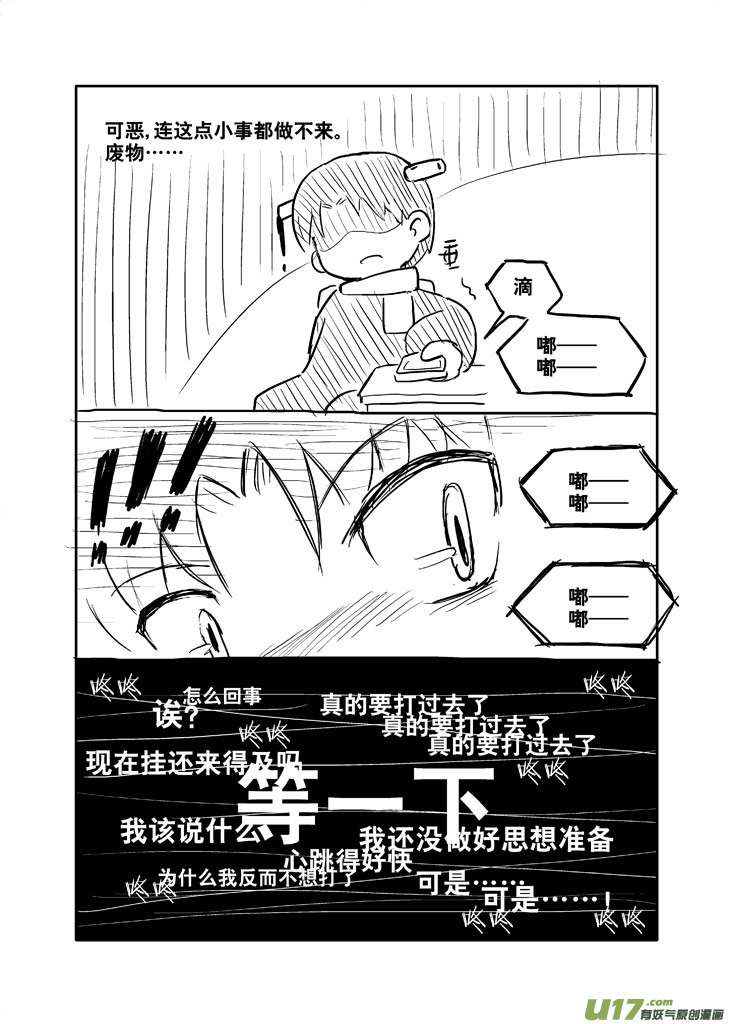 可恶,连这点小事都做不来。
废物……
垂
滴
嘟——
嘟——
嘟——
嘟——
嘟——
嘟——
咚咚
怎么回事
咚咚
诶?
真的要打过去了
咚咚
真的要打过去了
真的要打过去了
现在挂还来得及吗
咚咚
等一下
我该说什么
我还没做好思想准备
心跳得好快
为什么我反而不想打了
咚咚
可是……
可是……!
咚咚
咚咚
U17.com
有妖气原创漫画